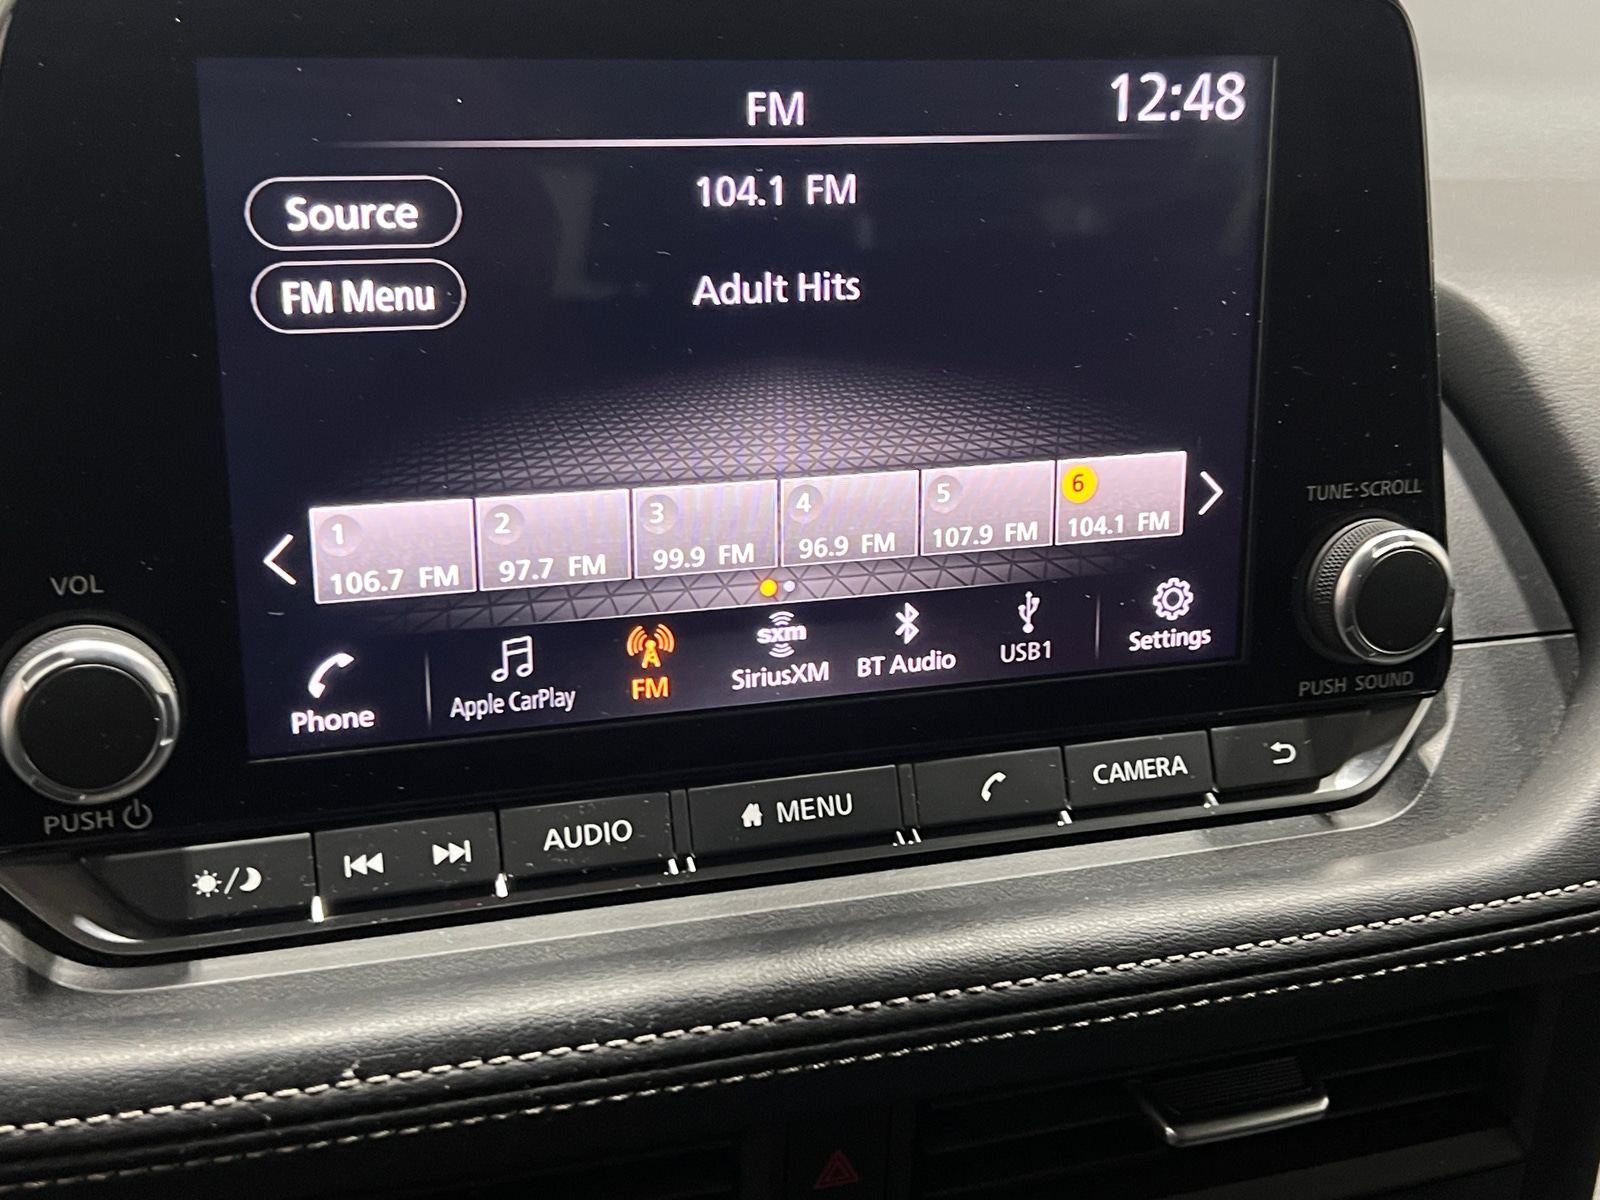 FM
12:48
Source
104.1 FM
FM Menu
Adult Hits
1
106.7 FM
2
97.7 FM
3
99.9 FM
4
96.9 FM
5
107.9 FM
6
104.1 FM
Phone
Apple CarPlay
FM
sxm
SiriusXM
BT Audio
USB1
Settings
VOL
PUSH
TUNE·SCROLL
PUSH SOUND
AUDIO
MENU
CAMERA